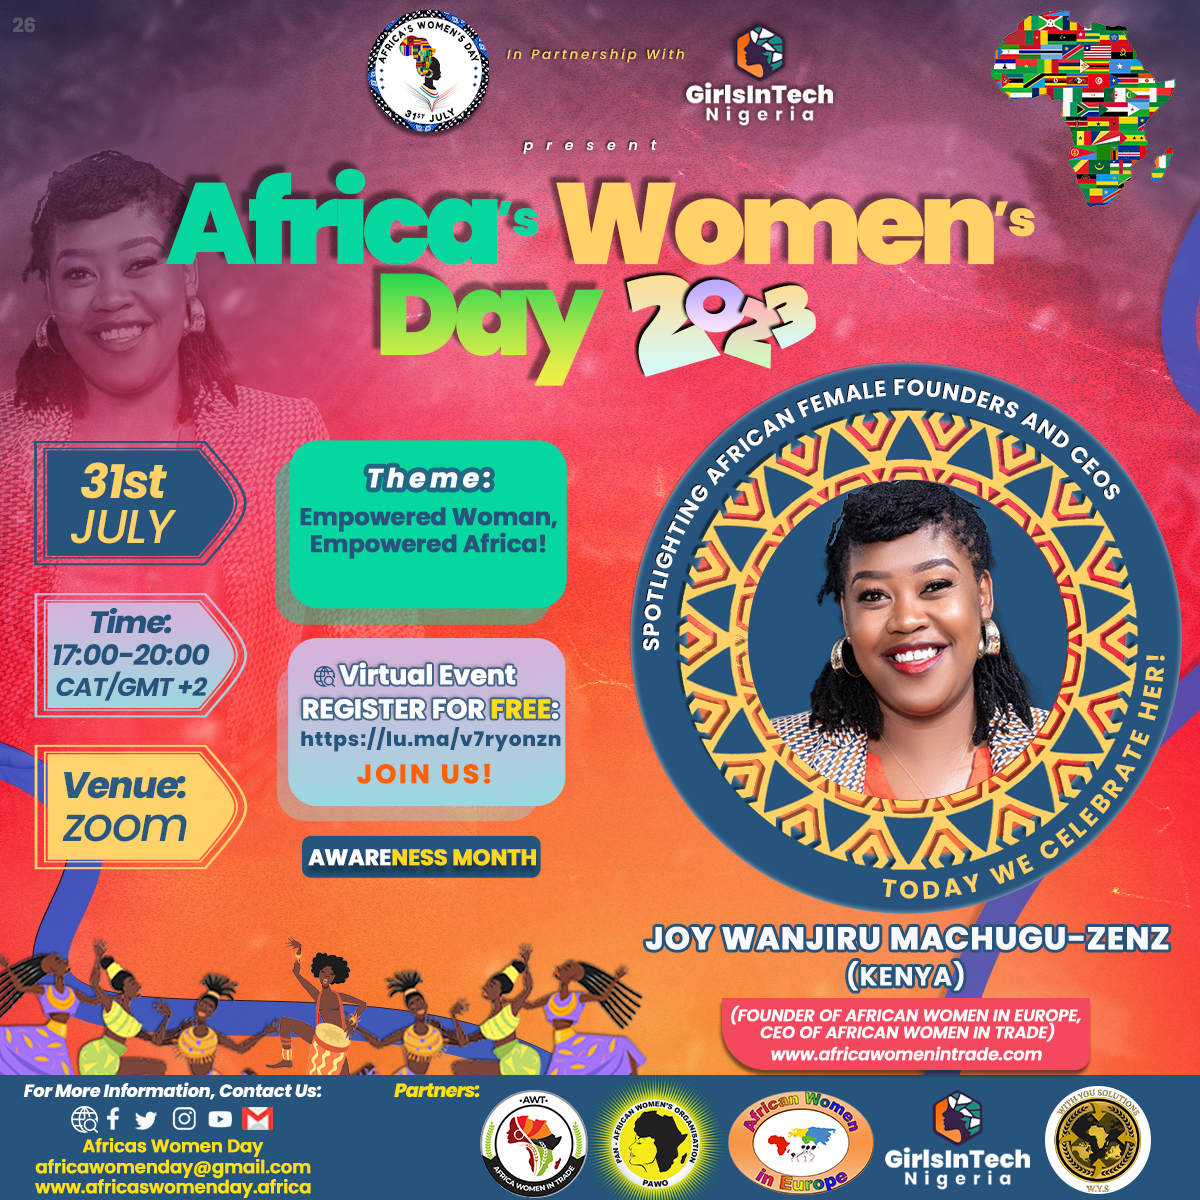 26
AFRICA'S WOMEN'S DAY
31ST JULY
In Partnership With
GirlsInTech
Nigeria
present
Africa's Women's
Day 2023
SPOTLIGHTING AFRICAN FEMALE FOUNDERS AND CEOS
TODAY WE CELEBRATE HER!
31st
JULY
Theme:
Empowered Woman,
Empowered Africa!
Time:
17:00-20:00
CAT/GMT +2
Virtual Event
REGISTER FOR FREE:
https://lu.ma/v7ryonzn
JOIN US!
Venue:
zoom
AWARENESS MONTH
JOY WANJIRU MACHUGU-ZENZ
(KENYA)
(FOUNDER OF AFRICAN WOMEN IN EUROPE,
CEO OF AFRICAN WOMEN IN TRADE)
www.africawomenintrade.com
For More Information, Contact Us:
Africas Women Day
africawomenday@gmail.com
www.africaswomenday.africa
Partners:
·AWT·
AFRICA WOMEN IN TRADE
PAN - AFRICAN WOMEN'S ORGANISATION
PAWO
African Women
in Europe
GirlsInTech
Nigeria
WITH YOU SOLUTIONS
W.Y.S